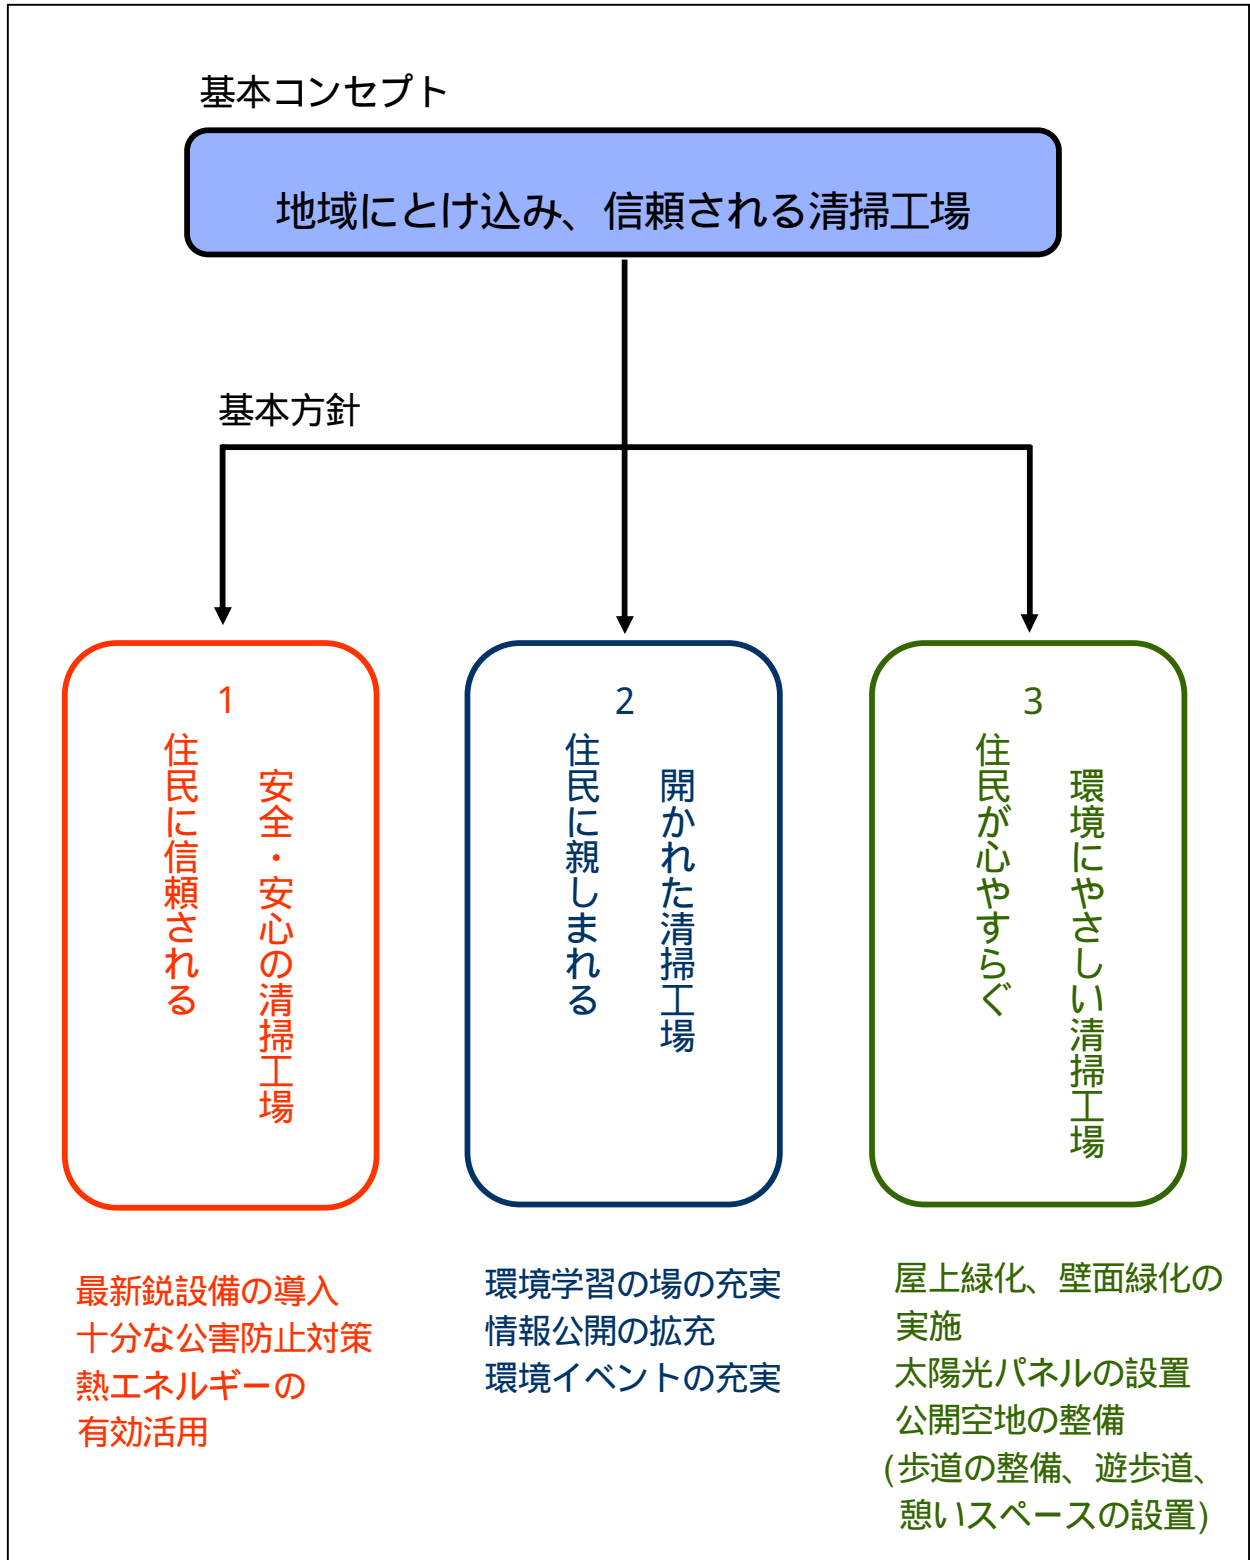 基本コンセプト
地域にとけ込み、信頼される清掃工場
基本方針
1
住民に信頼される
安全・安心の清掃工場
2
住民に親しまれる
開かれた清掃工場
3
住民が心やすらぐ
環境にやさしい清掃工場
最新鋭設備の導入
十分な公害防止対策
熱エネルギーの
有効活用
環境学習の場の充実
情報公開の拡充
環境イベントの充実
屋上緑化、壁面緑化の
実施
太陽光パネルの設置
公開空地の整備
(歩道の整備、遊歩道、
憩いスペースの設置)